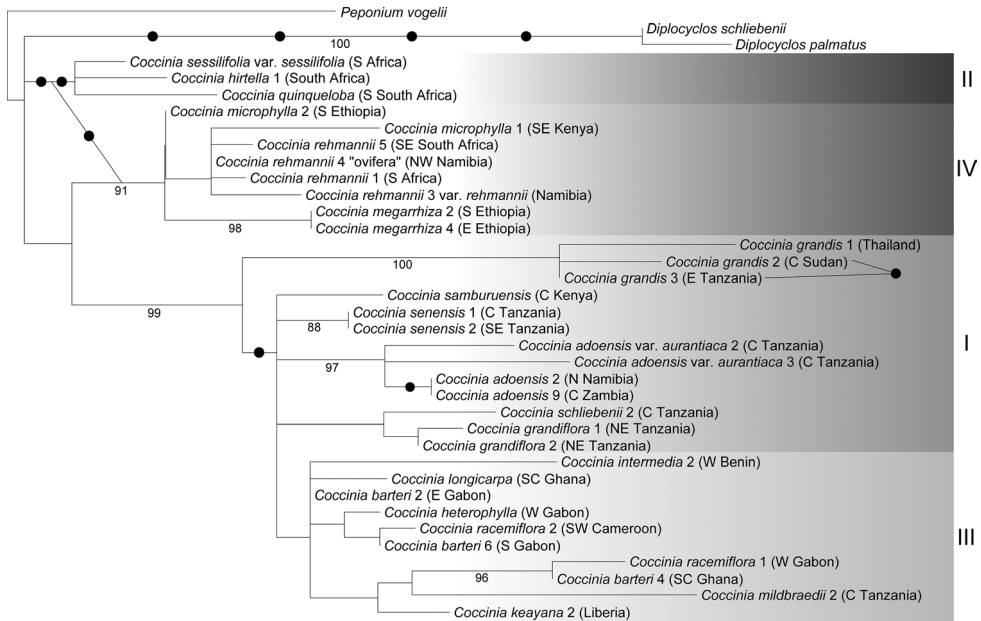 Peponium vogelii
Diplocyclos schliebenii
100
Diplocyclos palmatus
Coccinia sessilifolia var. sessilifolia (S Africa)
Coccinia hirtella 1 (South Africa)
II
Coccinia quinqueloba (S South Africa)
Coccinia microphylla 2 (S Ethiopia)
Coccinia microphylla 1 (SE Kenya)
Coccinia rehmannii 5 (SE South Africa)
Coccinia rehmannii 4 "ovifera" (NW Namibia)
IV
Coccinia rehmannii 1 (S Africa)
91
Coccinia rehmannii 3 var. rehmannii (Namibia)
Coccinia megarrhiza 2 (S Ethiopia)
98
Coccinia megarrhiza 4 (E Ethiopia)
Coccinia grandis 1 (Thailand)
100
Coccinia grandis 2 (C Sudan)
Coccinia grandis 3 (E Tanzania)
Coccinia samburuensis (C Kenya)
99
Coccinia senensis 1 (C Tanzania)
88
Coccinia senensis 2 (SE Tanzania)
I
Coccinia adoensis var. aurantiaca 2 (C Tanzania)
97
Coccinia adoensis var. aurantiaca 3 (C Tanzania)
Coccinia adoensis 2 (N Namibia)
Coccinia adoensis 9 (C Zambia)
Coccinia schliebenii 2 (C Tanzania)
Coccinia grandiflora 1 (NE Tanzania)
Coccinia grandiflora 2 (NE Tanzania)
Coccinia intermedia 2 (W Benin)
Coccinia longicarpa (SC Ghana)
Coccinia barteri 2 (E Gabon)
Coccinia heterophylla (W Gabon)
Coccinia racemiflora 2 (SW Cameroon)
III
Coccinia barteri 6 (S Gabon)
Coccinia racemiflora 1 (W Gabon)
96
Coccinia barteri 4 (SC Ghana)
Coccinia mildbraedii 2 (C Tanzania)
Coccinia keayana 2 (Liberia)